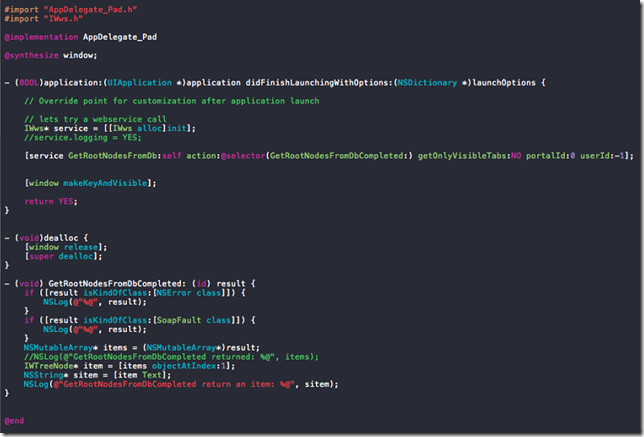 #import "AppDelegate_Pad.h"
#import "IWws.h"
@implementation AppDelegate_Pad
@synthesize window;
- (BOOL)application:(UIApplication *)application didFinishLaunchingWithOptions:(NSDictionary *)launchOptions {
// Override point for customization after application launch
// lets try a webservice call
IWws* service = [[IWws alloc]init];
//service.logging = YES;
[service GetRootNodesFromDb:self action:@selector(GetRootNodesFromDbCompleted:) getOnlyVisibleTabs:NO portalId:0 userId:-1];
[window makeKeyAndVisible];
return YES;
}
- (void)dealloc {
[window release];
[super dealloc];
}
- (void) GetRootNodesFromDbCompleted: (id) result {
if ([result isKindOfClass:[NSError class]]) {
NSLog(@"%@", result);
}
if ([result isKindOfClass:[SoapFault class]]) {
NSLog(@"%@", result);
}
NSMutableArray* items = (NSMutableArray*)result;
//NSLog(@"GetRootNodesFromDbCompleted returned: %@", items);
IWTreeNode* item = [items objectAtIndex:1];
NSString* sitem = [item Text];
NSLog(@"GetRootNodesFromDbCompleted return an item: %@", sitem);
}
@end